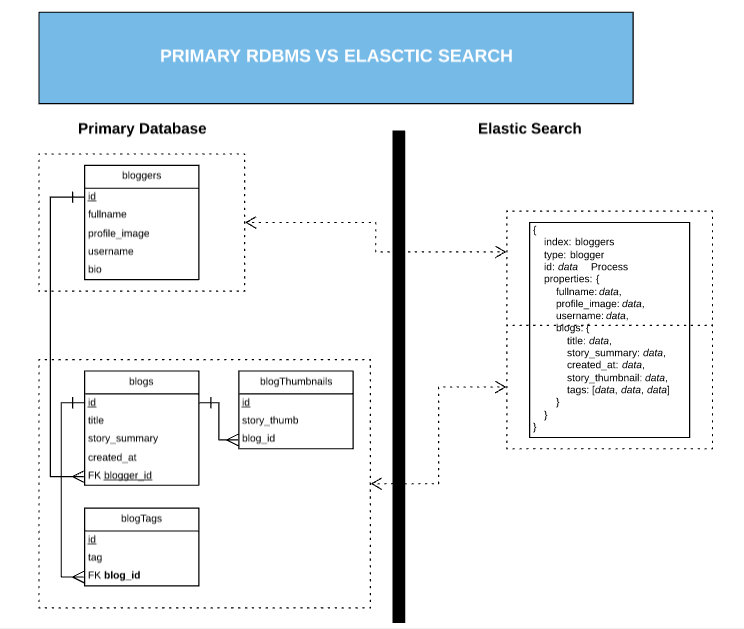 PRIMARY RDBMS VS ELASCTIC SEARCH
Primary Database
Elastic Search
bloggers
id
fullname
profile_image
username
bio
blogs
id
title
story_summary
created_at
FK blogger_id
blogThumbnails
id
story_thumb
blog_id
blogTags
id
tag
FK blog_id
{
index: bloggers
type: blogger
id: data Process
properties: {
fullname: data,
profile_image: data,
username: data,
blogs: {
title: data,
story_summary: data,
created_at: data,
story_thumbnail: data,
tags: [data, data, data]
}
}
}